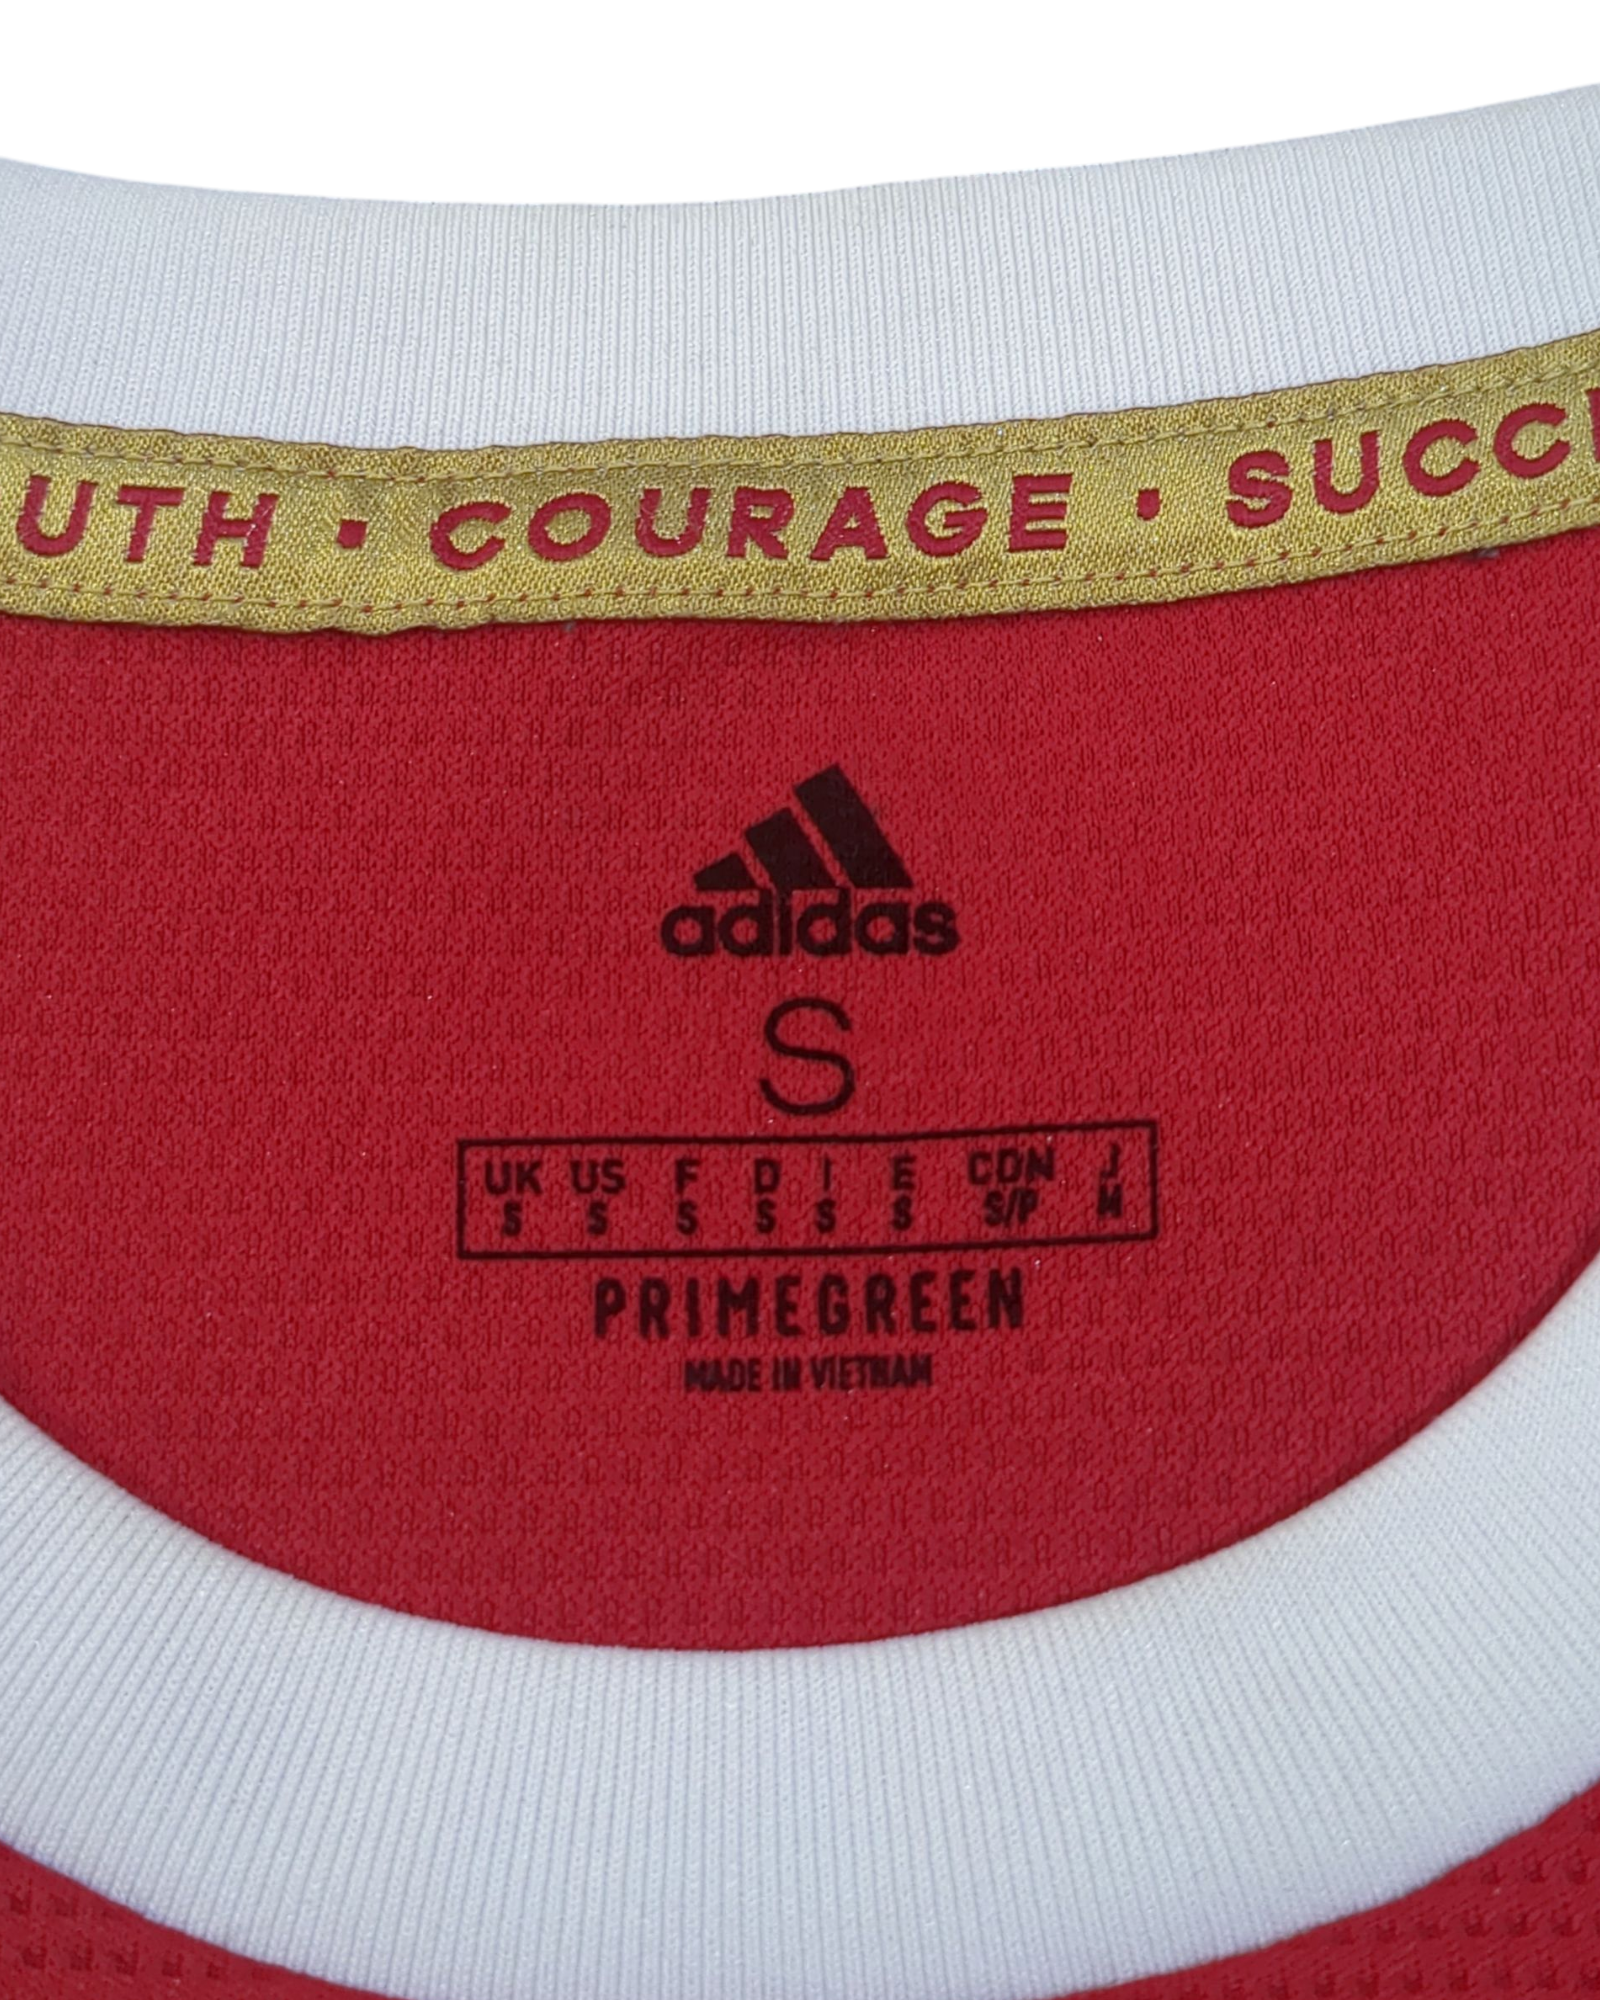 UTH · COURAGE · SUCC
adidas
S
UK US F D I E CDN J
S S S S S S S/P M
PRIMEGREEN
MADE IN VIETNAM